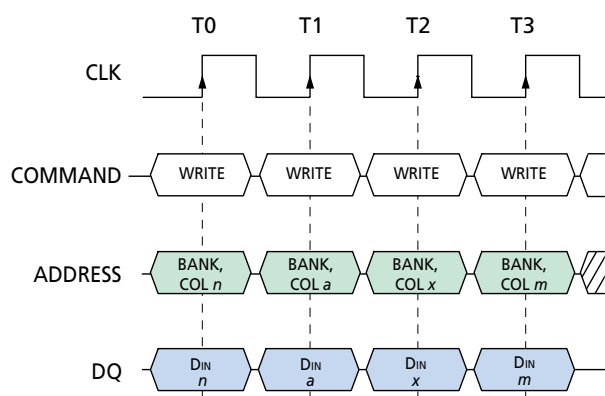 T0 T1 T2 T3
CLK
COMMAND WRITE WRITE WRITE WRITE
ADDRESS BANK, COL n BANK, COL a BANK, COL x BANK, COL m
DQ DIN n DIN a DIN x DIN m